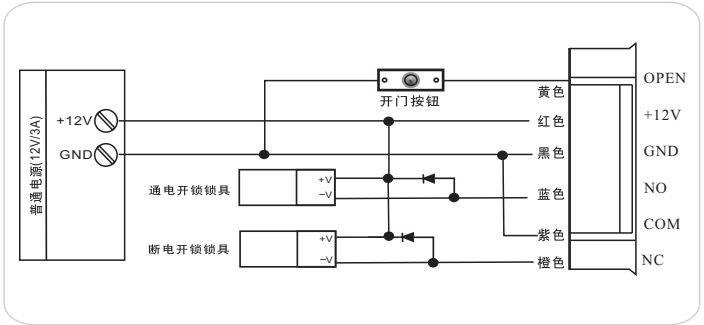 OPEN
黄色
开门按钮
+12V
+12V
红色
GND
GND
黑色
普通电源(12V/3A)
+V
通电开锁锁具
NO
−V
蓝色
COM
紫色
+V
断电开锁锁具
−V
橙色
NC